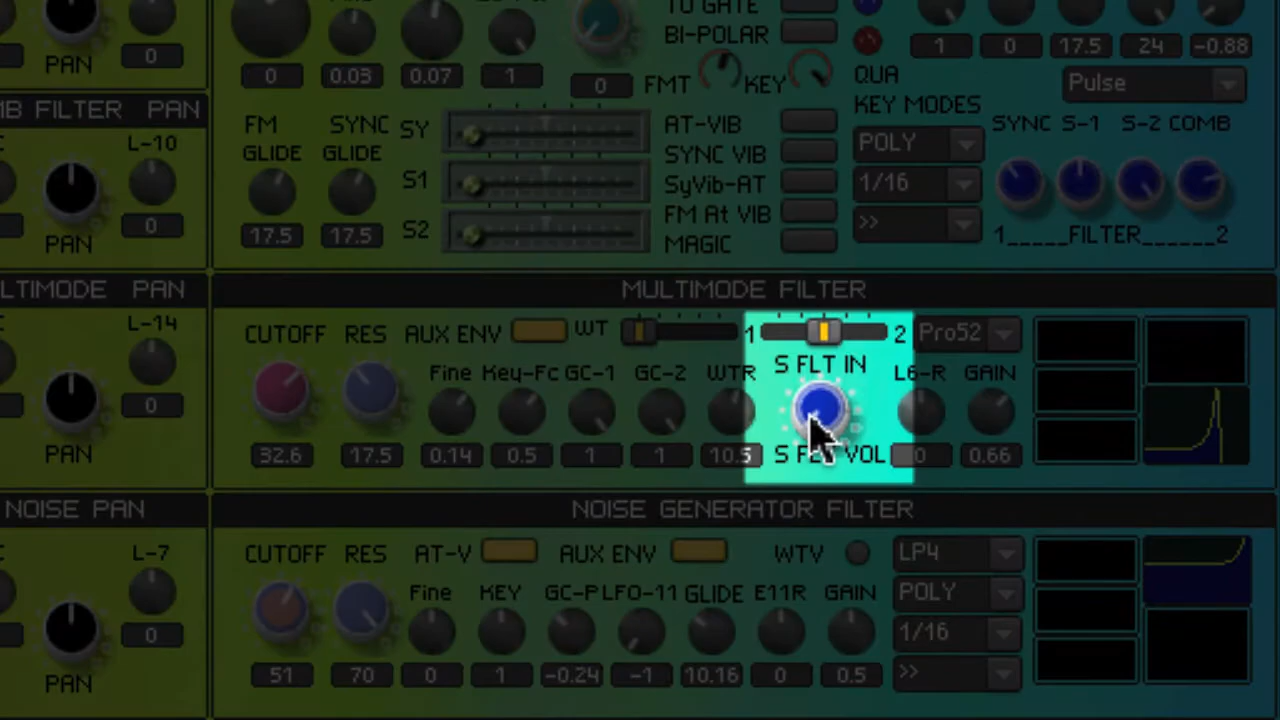 TO GATE
BI-POLAR
PAN 0
0 0.03 0.07 1 0
1 0 17.5 24 -0.88
FMT KEY QUA Pulse
FILTER PAN
KEY MODES
L-10
FM GLIDE
SYNC GLIDE
SY
S1
S2
AT-VIB
SYNC VIB
SyVib-AT
FM At VIB
MAGIC
POLY
1/16
>>
SYNC S-1 S-2 COMB
1_____FILTER______2
0
17.5 17.5
PAN
PAN
MULTIMODE FILTER
L-14
CUTOFF RES AUX ENV WT 1 2 Pro52
S FLT IN
Fine Key-Fc GC-1 GC-2 WTR L6-R GAIN
0
32.6 17.5 0.14 0.5 1 1 10.5 S FLT VOL 0 0.66
PAN
NOISE PAN
NOISE GENERATOR FILTER
L-7
CUTOFF RES AT-V AUX ENV WTV LP4
Fine KEY GC-P LFO-11 GLIDE E11R GAIN POLY
1/16
0
51 70 0 1 -0.24 -1 10.16 0 0.5 >>
PAN